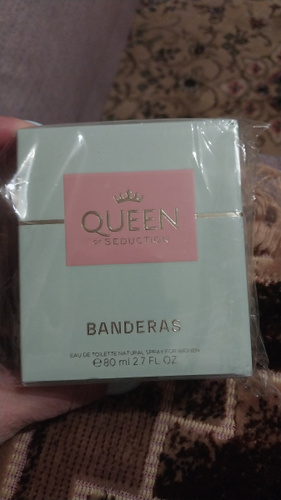 QUEEN
of SEDUCTION
BANDERAS
EAU DE TOILETTE NATURAL SPRAY FOR WOMEN
℮80 ml 2.7 FL OZ.